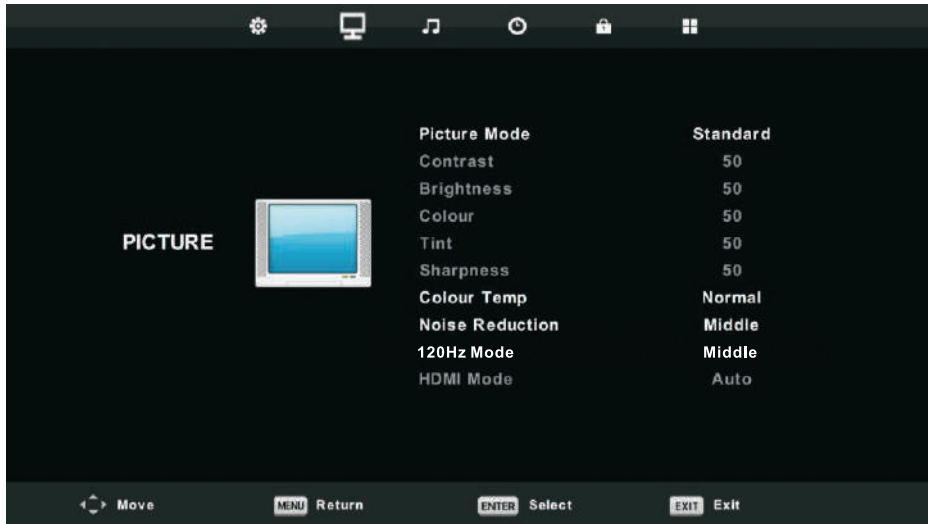 Picture Mode Standard
Contrast 50
Brightness 50
Colour 50
PICTURE
Tint 50
Sharpness 50
Colour Temp Normal
Noise Reduction Middle
120Hz Mode Middle
HDMI Mode Auto
Move MENU Return ENTER Select EXIT Exit